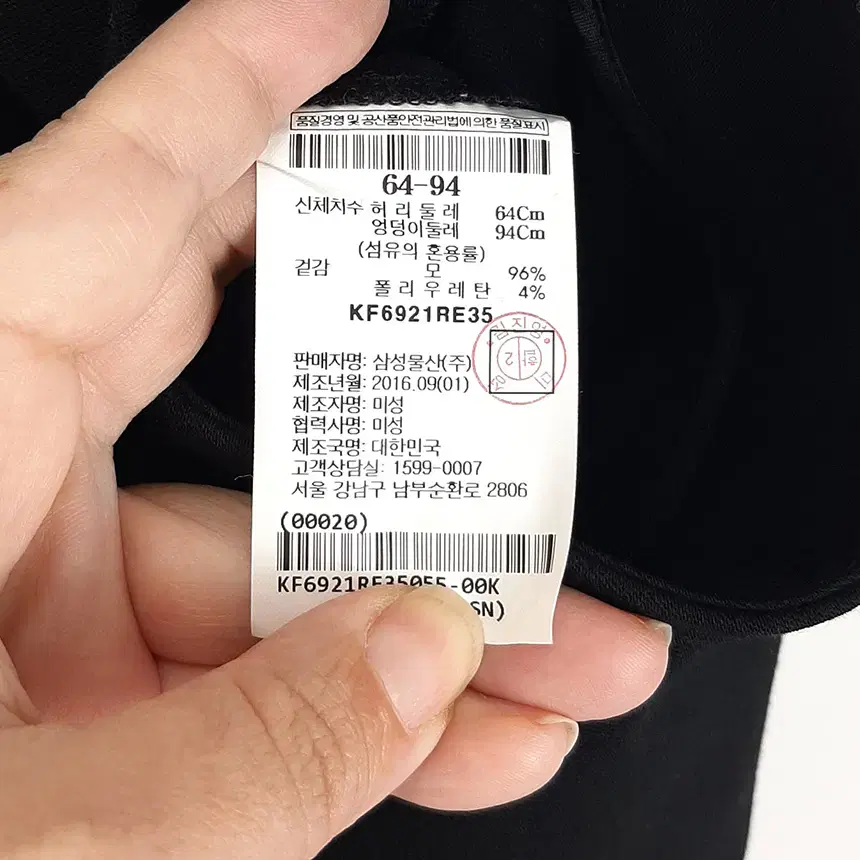 품질경영 및 공산품안전관리법에 의한 품질표시
64-94
신체치수 허 리 둘 레 64Cm
엉덩이둘레 94Cm
(섬유의 혼용률)
겉감 모 96%
폴 리 우 레 탄 4%
KF6921RE35
판매자명: 삼성물산(주)
제조년월: 2016.09(01)
제조자명: 미성
협력사명: 미성
제조국명: 대한민국
고객상담실: 1599-0007
서울 강남구 남부순환로 2806
(00020)
KF6921RE35055-00K
SN)